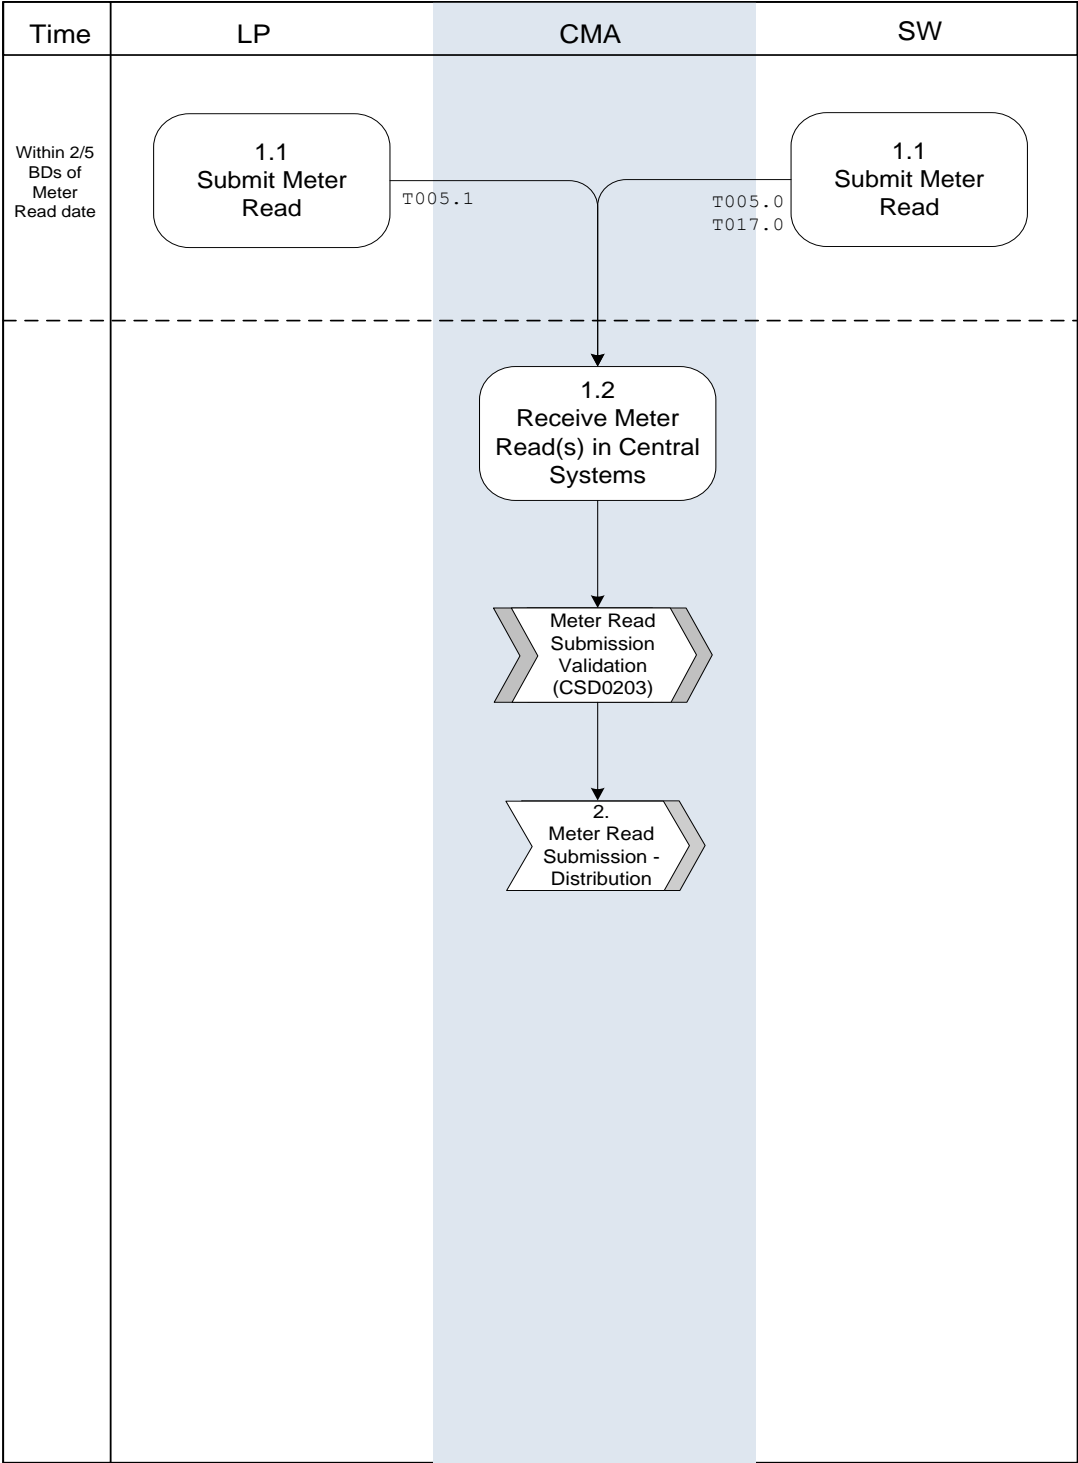 Time
LP
CMA
SW
Within 2/5
BDs of
Meter
Read date
1.1
Submit Meter
Read
T005.1
T005.0
T017.0
1.1
Submit Meter
Read
1.2
Receive Meter
Read(s) in Central
Systems
Meter Read
Submission
Validation
(CSD0203)
2.
Meter Read
Submission -
Distribution